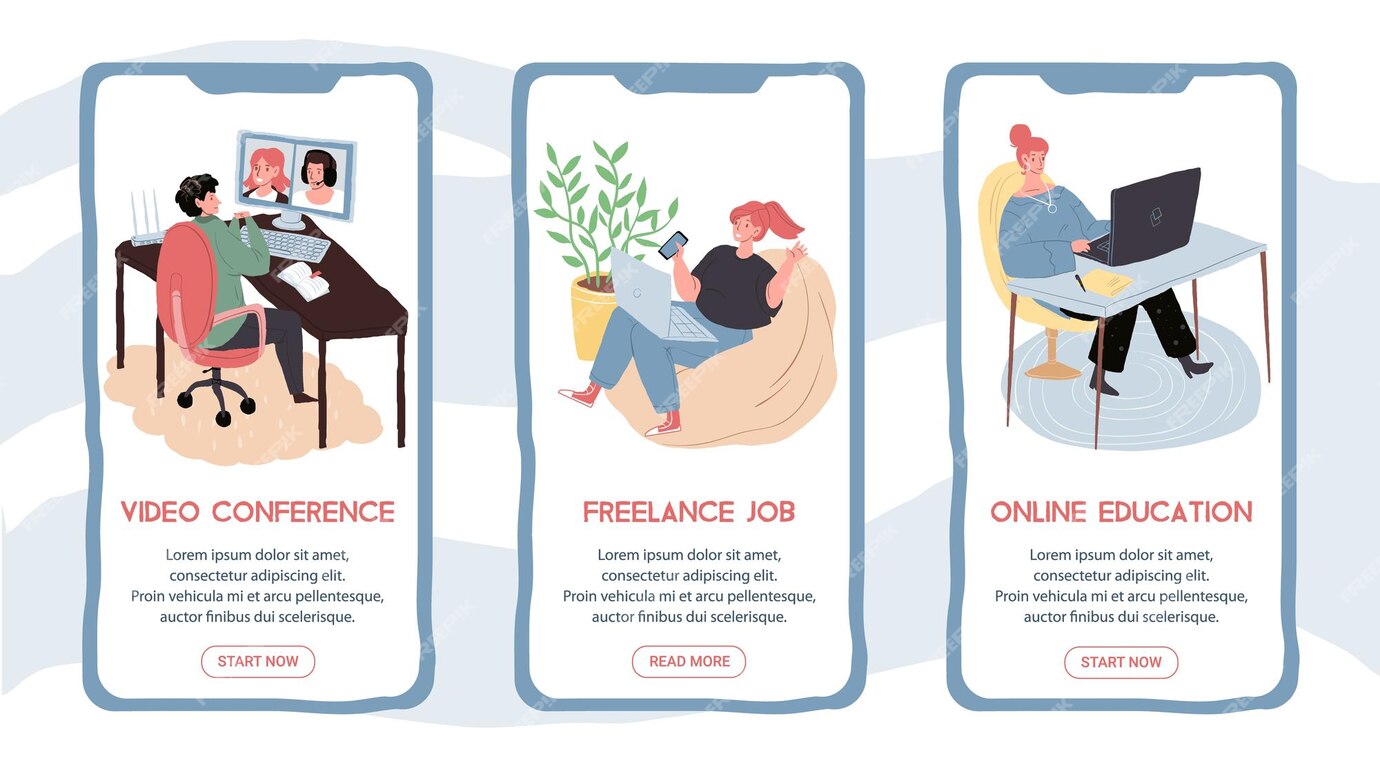 VIDEO CONFERENCE
Lorem ipsum dolor sit amet,
consectetur adipiscing elit.
Proin vehicula mi et arcu pellentesque,
auctor finibus dui scelerisque.
START NOW
FREELANCE JOB
Lorem ipsum dolor sit amet,
consectetur adipiscing elit.
Proin vehicula mi et arcu pellentesque,
auctor finibus dui scelerisque.
READ MORE
ONLINE EDUCATION
Lorem ipsum dolor sit amet,
consectetur adipiscing elit.
Proin vehicula mi et arcu pellentesque,
auctor finibus dui scelerisque.
START NOW
FREEPIK